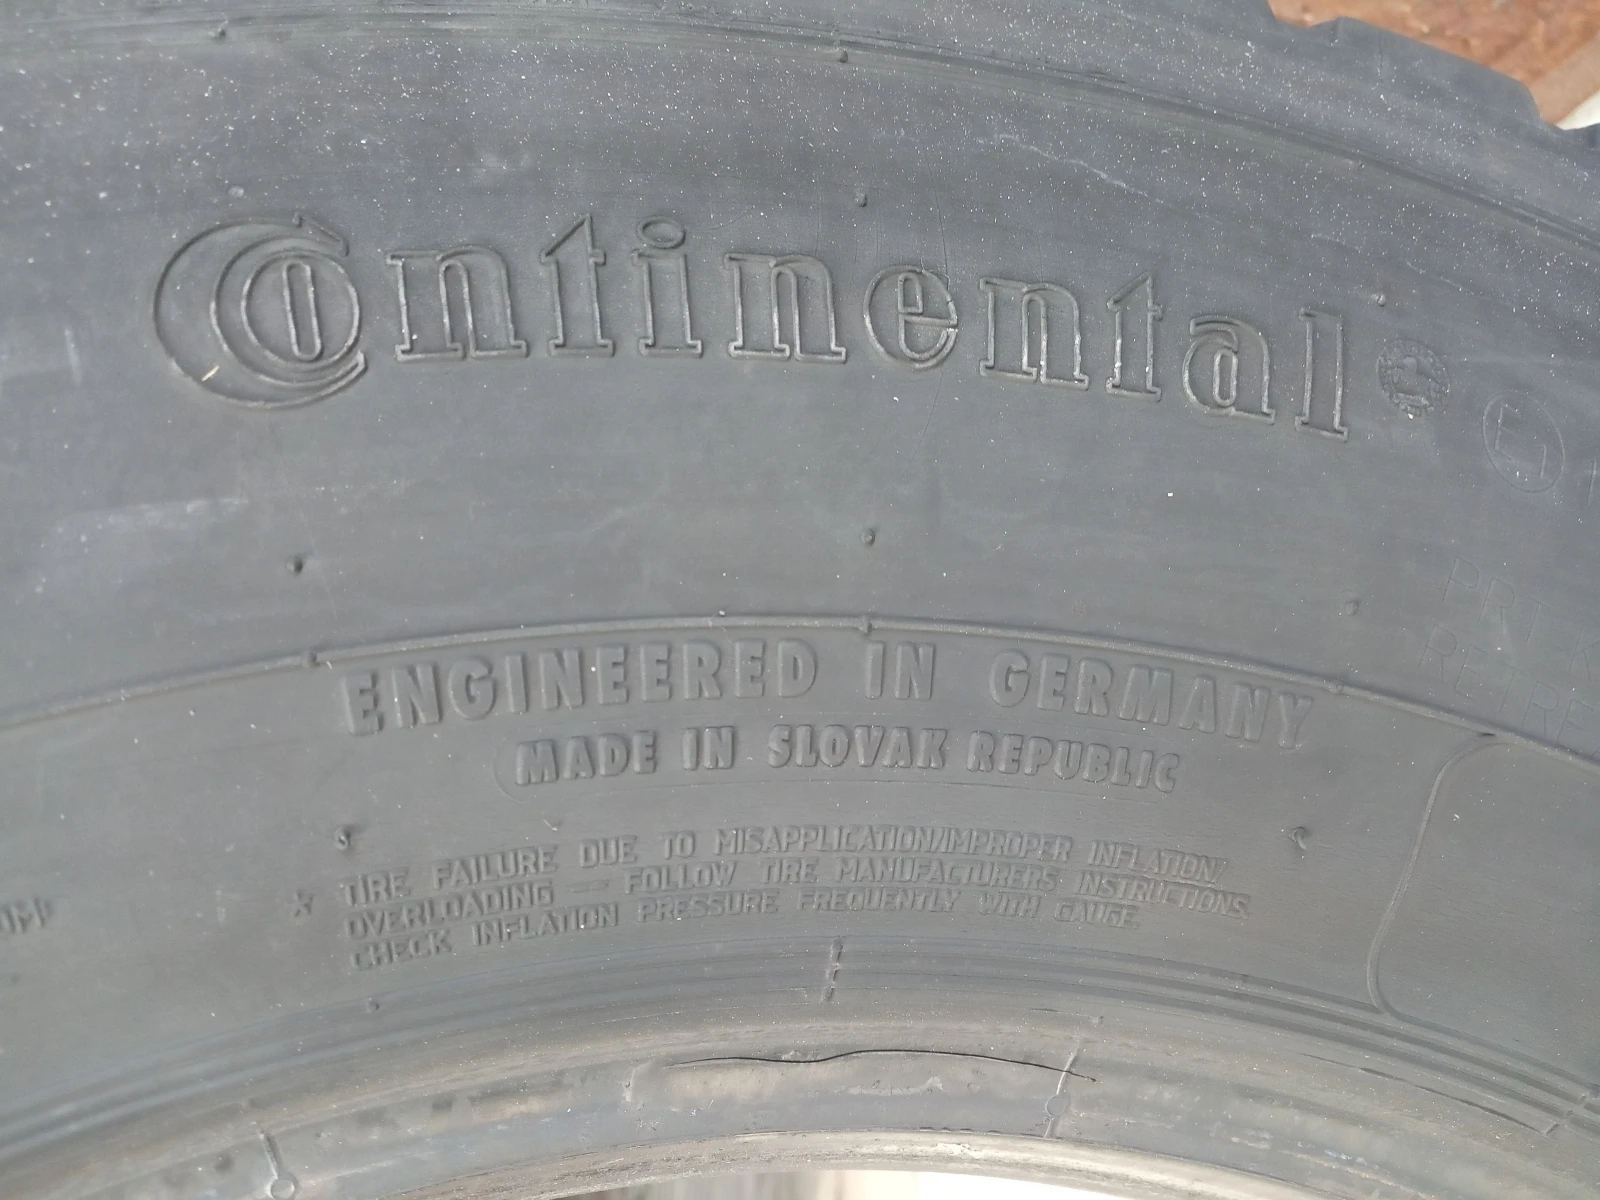 Continental
E1
ENGINEERED IN GERMANY
MADE IN SLOVAK REPUBLIC
TIRE FAILURE DUE TO MISAPPLICATION/IMPROPER INFLATION/
OVERLOADING — FOLLOW TIRE MANUFACTURERS INSTRUCTIONS.
CHECK INFLATION PRESSURE FREQUENTLY WITH GAUGE